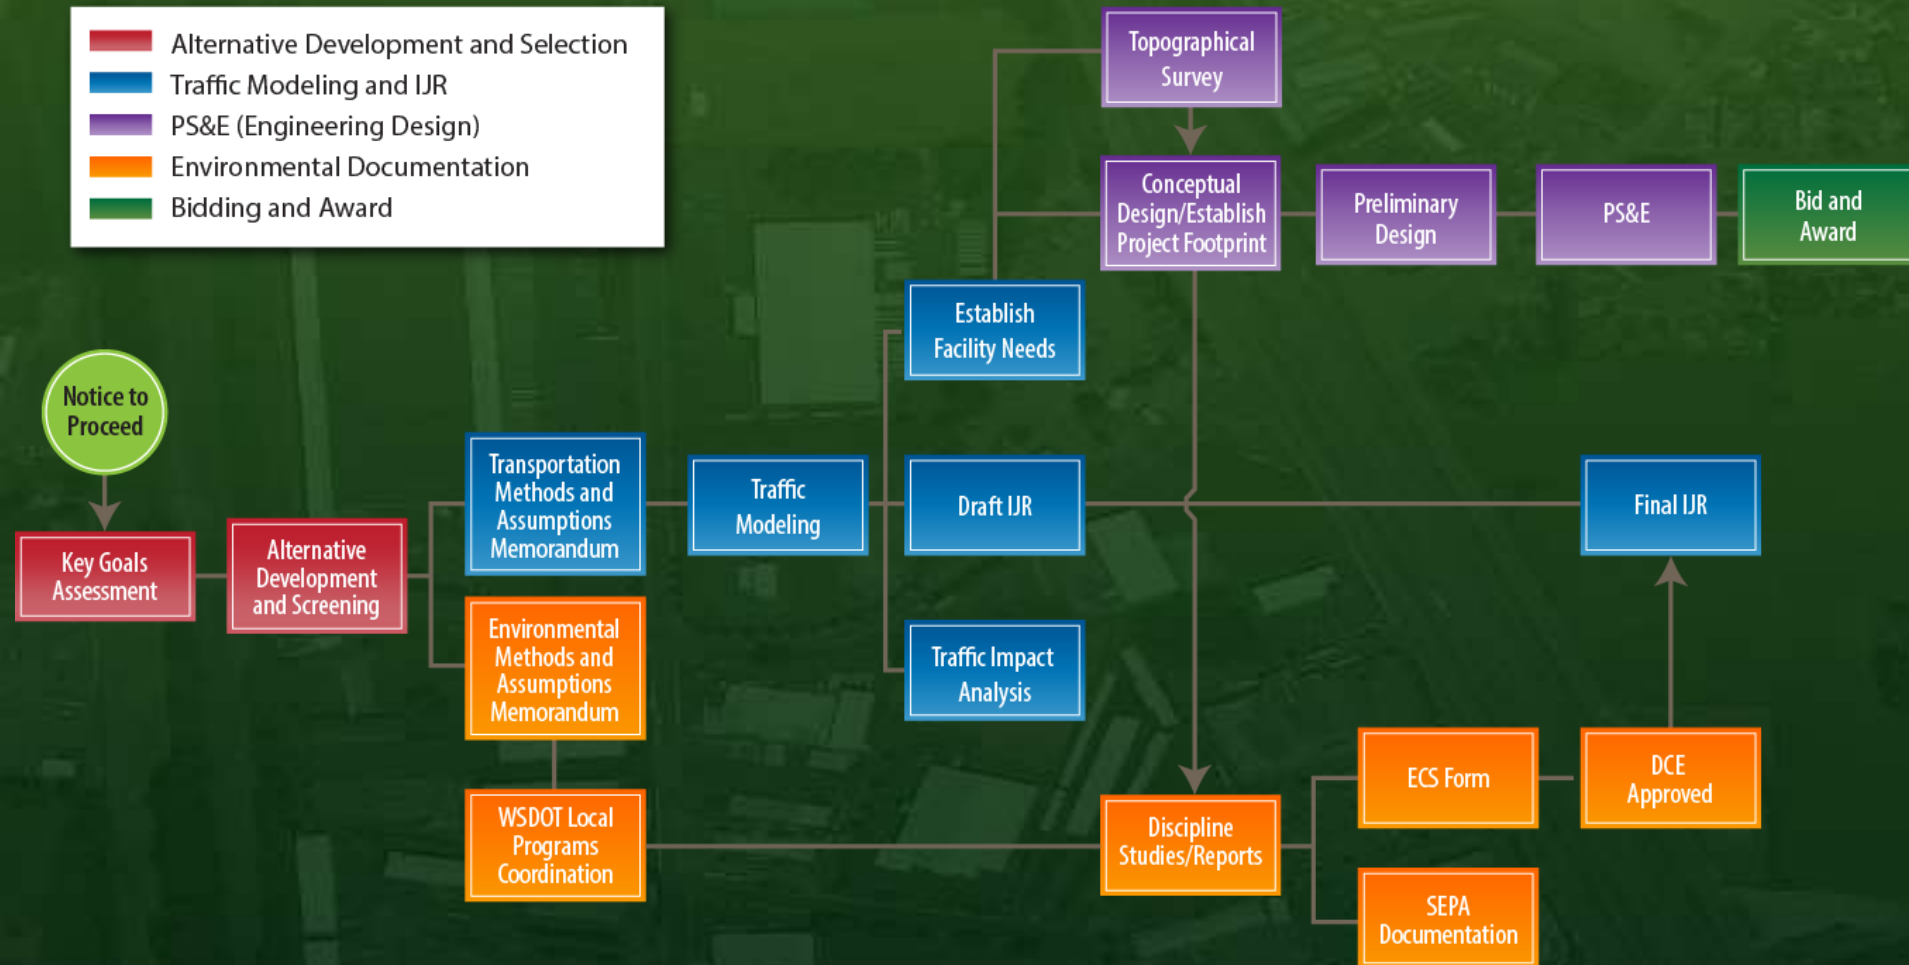 Alternative Development and Selection
Traffic Modeling and IJR
PS&E (Engineering Design)
Environmental Documentation
Bidding and Award
Topographical
Survey
Conceptual
Design/Establish
Project Footprint
Preliminary
Design
PS&E
Bid and
Award
Establish
Facility Needs
Notice to
Proceed
Key Goals
Assessment
Alternative
Development
and Screening
Transportation
Methods and
Assumptions
Memorandum
Traffic
Modeling
Draft IJR
Final IJR
Environmental
Methods and
Assumptions
Memorandum
Traffic Impact
Analysis
WSDOT Local
Programs
Coordination
Discipline
Studies/Reports
ECS Form
DCE
Approved
SEPA
Documentation